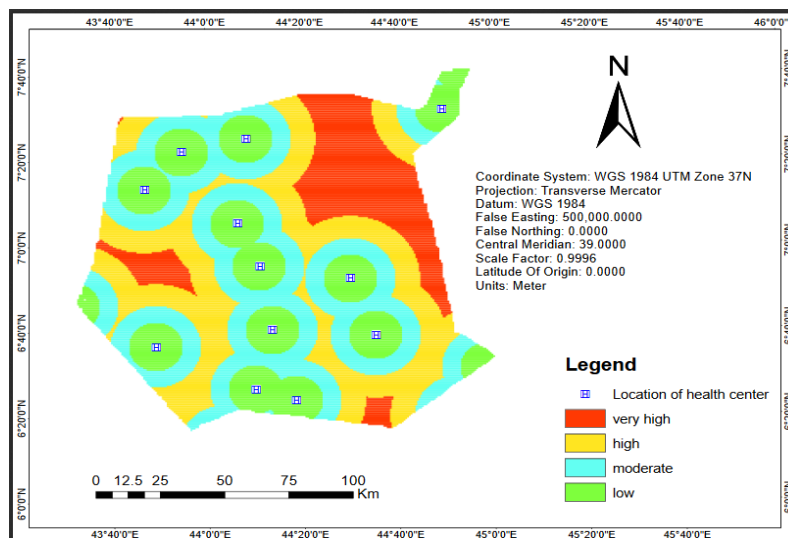 43°40'0"E 44°0'0"E 44°20'0"E 44°40'0"E 45°0'0"E 45°20'0"E 45°40'0"E 46°0'0"E
7°40'0"N
7°20'0"N
7°0'0"N
6°40'0"N
6°20'0"N
6°0'0"N
N
Coordinate System: WGS 1984 UTM Zone 37N
Projection: Transverse Mercator
Datum: WGS 1984
False Easting: 500,000.0000
False Northing: 0.0000
Central Meridian: 39.0000
Scale Factor: 0.9996
Latitude Of Origin: 0.0000
Units: Meter
Legend
H Location of health center
very high
high
moderate
low
0 12.5 25 50 75 100
Km
43°40'0"E 44°0'0"E 44°20'0"E 44°40'0"E 45°0'0"E 45°20'0"E 45°40'0"E